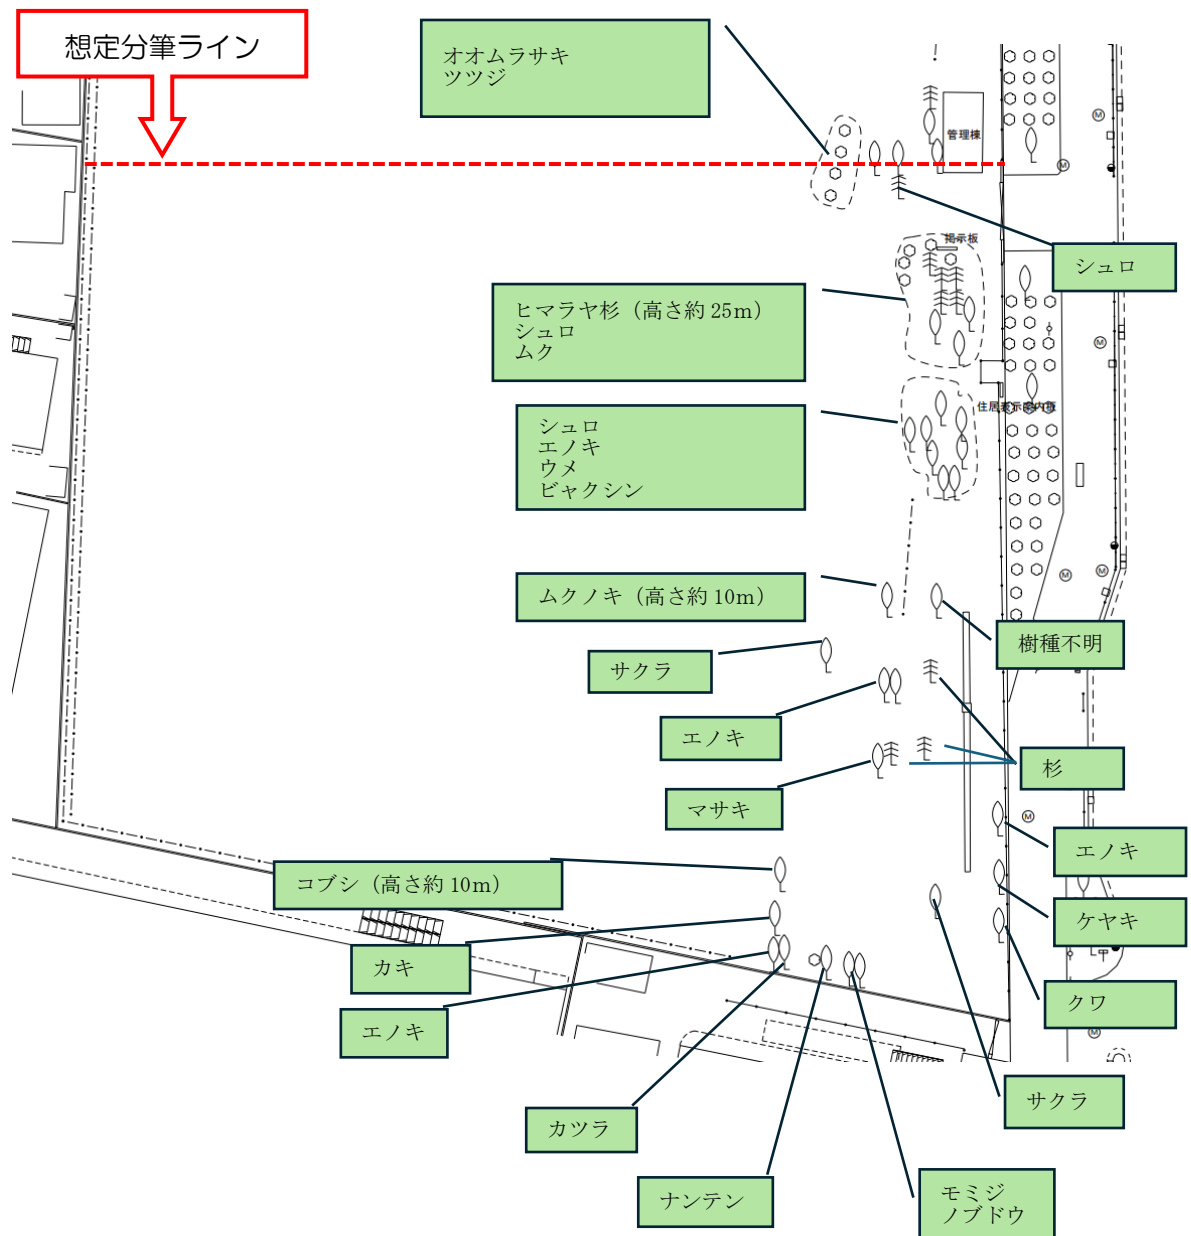 想定分筆ライン
オオムラサキ
ツツジ
管理棟
掲示板
シュロ
ヒマラヤ杉（高さ約 25m）
シュロ
ムク
住居表示案内板
シュロ
エノキ
ウメ
ビャクシン
ムクノキ（高さ約 10m）
樹種不明
サクラ
エノキ
杉
マサキ
エノキ
コブシ（高さ約 10m）
ケヤキ
カキ
クワ
エノキ
サクラ
カツラ
ナンテン
モミジ
ノブドウ
M
M
M
M
M
M
M